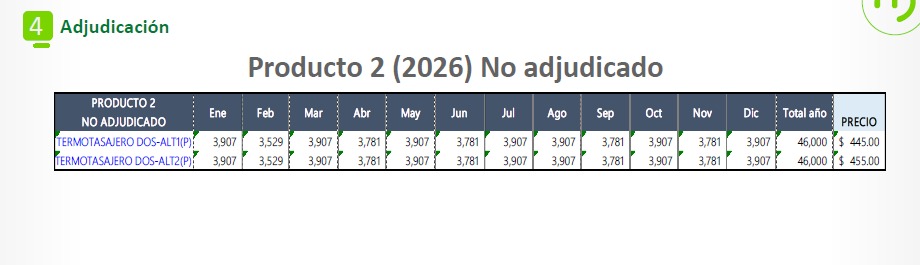 4 Adjudicación
Producto 2 (2026) No adjudicado
PRODUCTO 2 NO ADJUDICADO Ene Feb Mar Abr May Jun Jul Ago Sep Oct Nov Dic Total año PRECIO
TERMOTASAJERO DOS-ALT1(P) 3,907 3,529 3,907 3,781 3,907 3,781 3,907 3,907 3,781 3,907 3,781 3,907 46,000 $ 445.00
TERMOTASAJERO DOS-ALT2(P) 3,907 3,529 3,907 3,781 3,907 3,781 3,907 3,907 3,781 3,907 3,781 3,907 46,000 $ 455.00